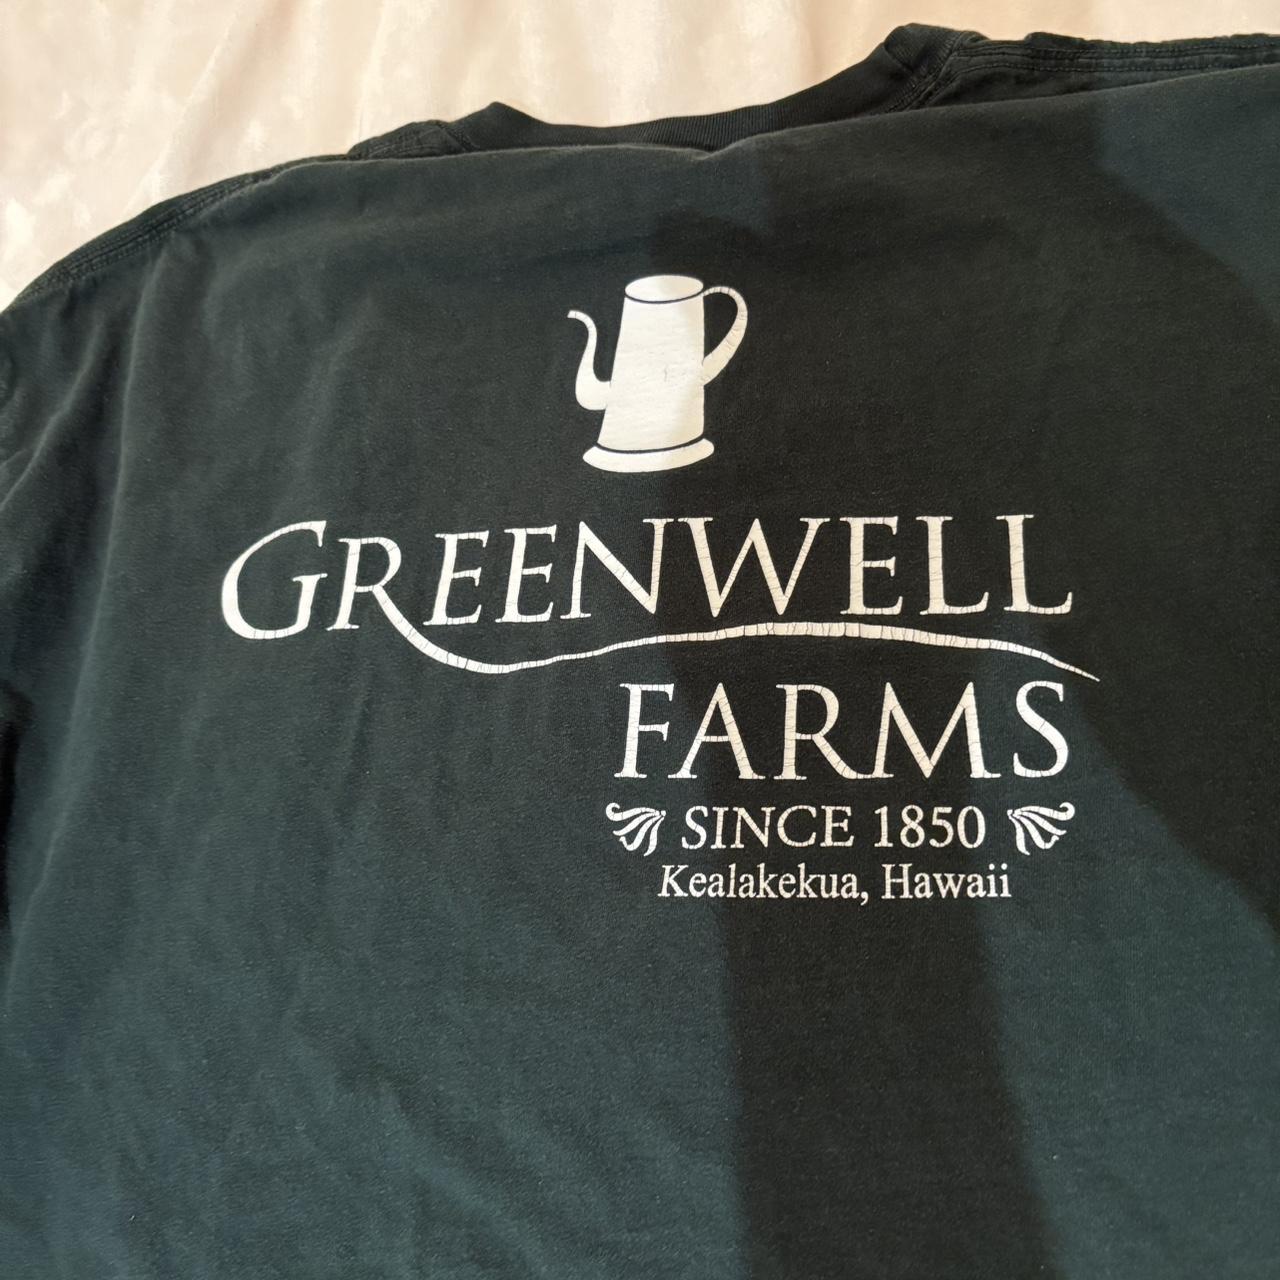 GREENWELL
FARMS
SINCE 1850
Kealakekua, Hawaii